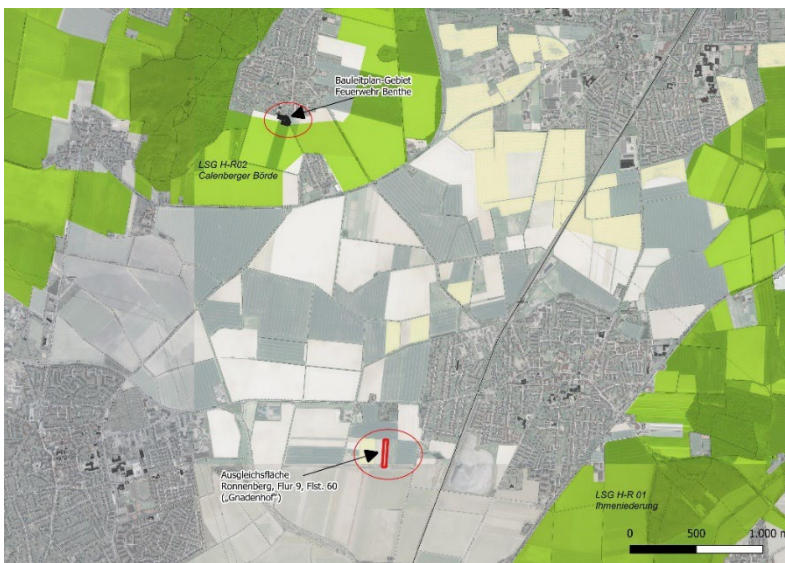 Bauleitplan-Gebiet
Feuerwehr Benthe
LSG H-R02
Calenberger Börde
Ausgleichsfläche
Ronnenberg, Flur 9, Flst. 60
(„Gnadenhof“)
LSG H-R 01
Ihmeniederung
0 500 1.000 m